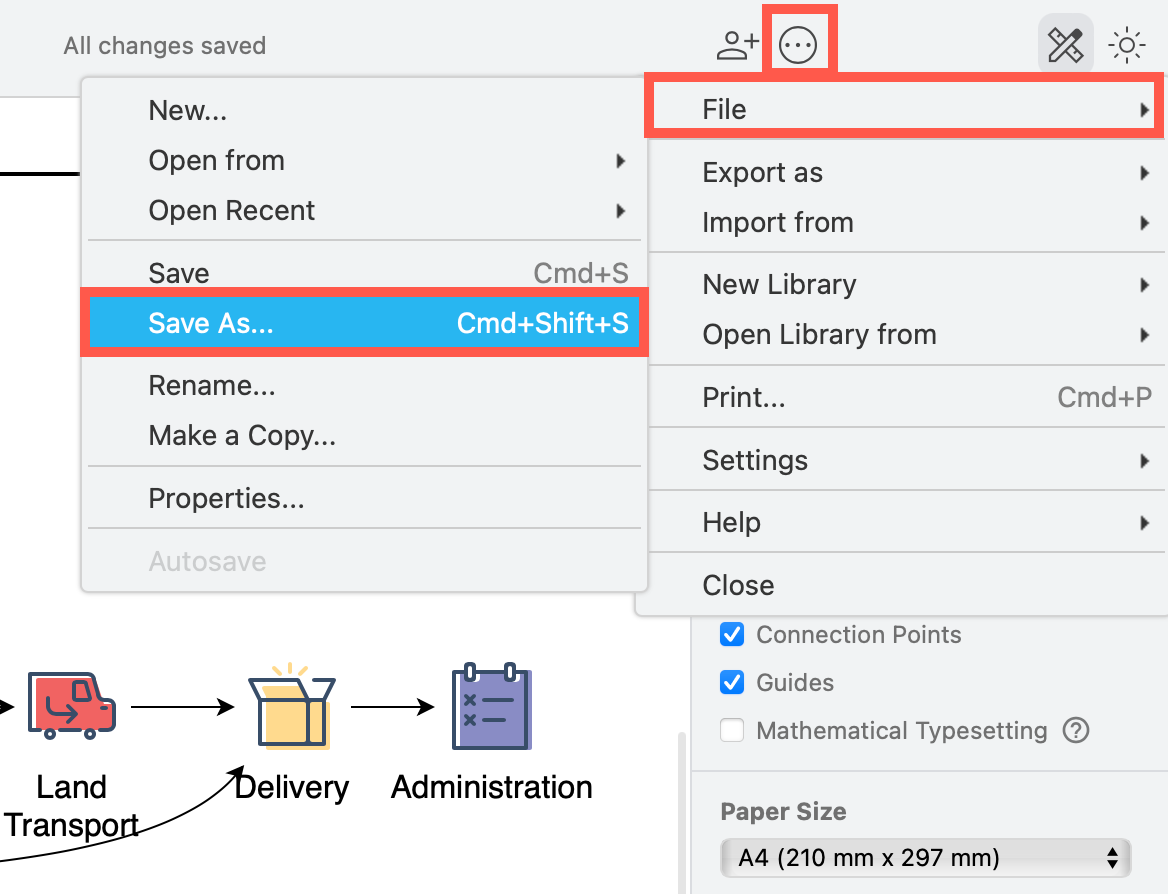 All changes saved
New...
Open from
Open Recent
Save Cmd+S
Save As... Cmd+Shift+S
Rename...
Make a Copy...
Properties...
Autosave
File
Export as
Import from
New Library
Open Library from
Print... Cmd+P
Settings
Help
Close
Connection Points
Guides
Mathematical Typesetting ?
Paper Size
A4 (210 mm x 297 mm)
Land
Transport
Delivery
Administration